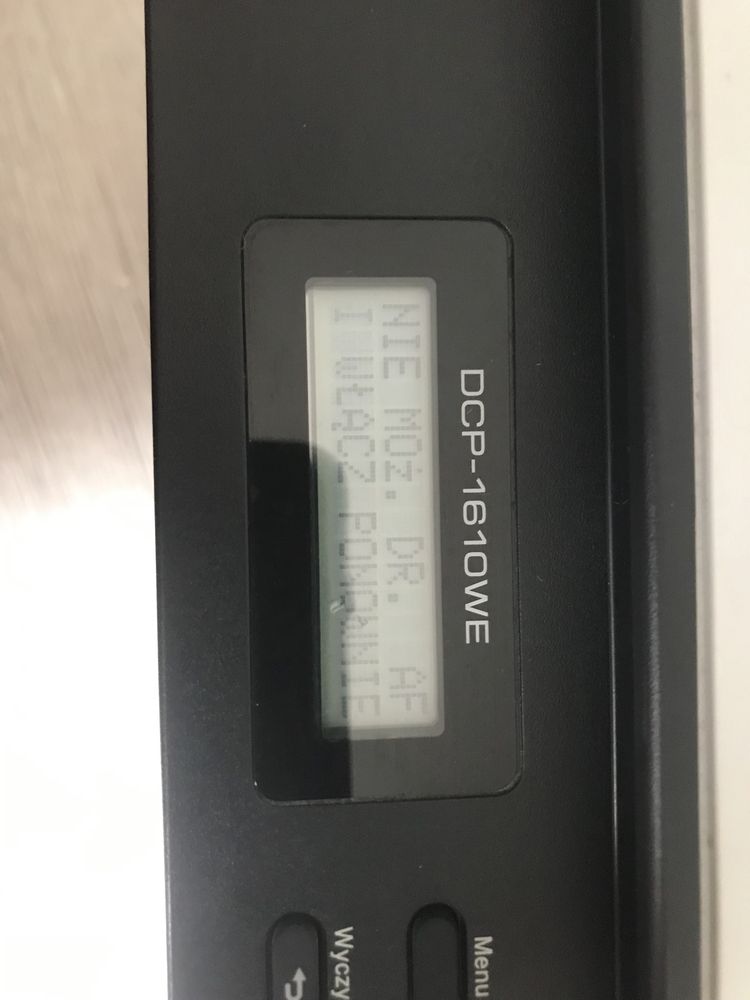 DCP-1610WE
NIE MOŻ. DR. AF
I WŁĄCZ PONOWNIE
Menu
Wyczy